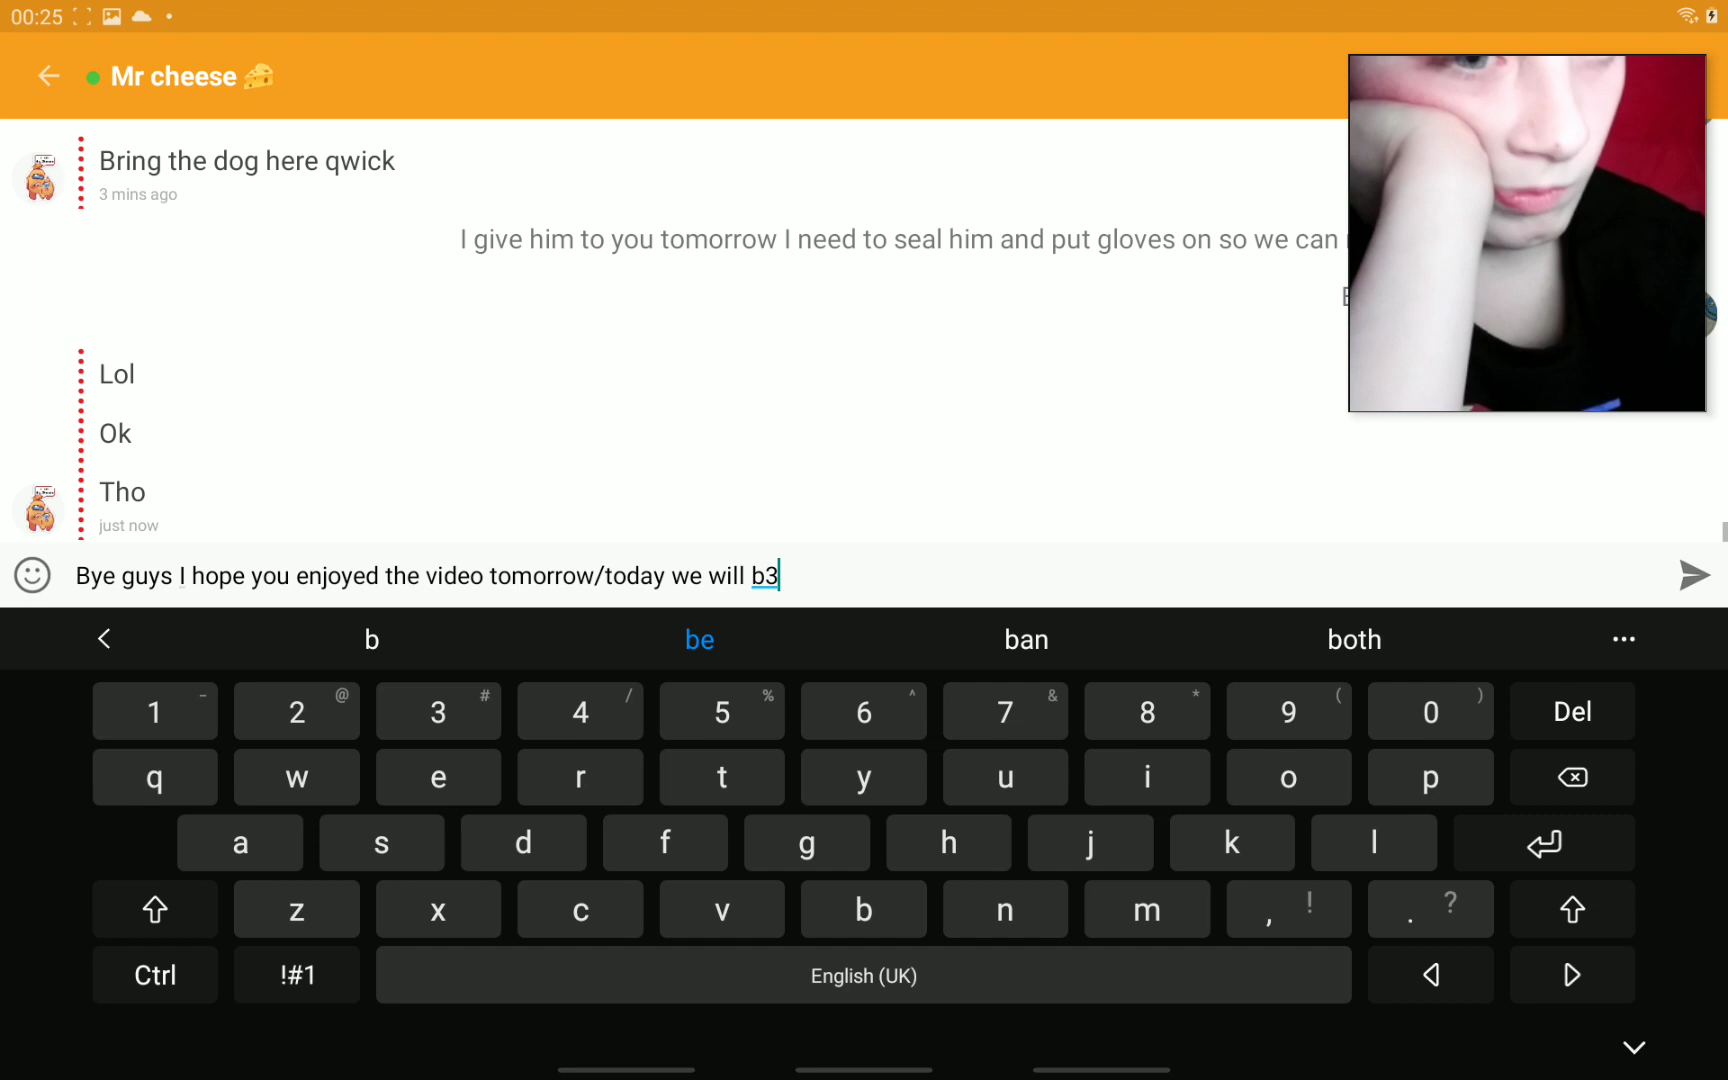 00:25
Mr cheese 🧀
Bring the dog here qwick
3 mins ago
I give him to you tomorrow I need to seal him and put gloves on so we can
Lol
Ok
Tho
just now
Bye guys I hope you enjoyed the video tomorrow/today we will b3
b be ban both
1 - 2 @ 3 # 4 / 5 % 6 ^ 7 & 8 * 9 ( 0 ) Del
q w e r t y u i o p
a s d f g h j k l
z x c v b n m , ! . ?
Ctrl !#1 English (UK)